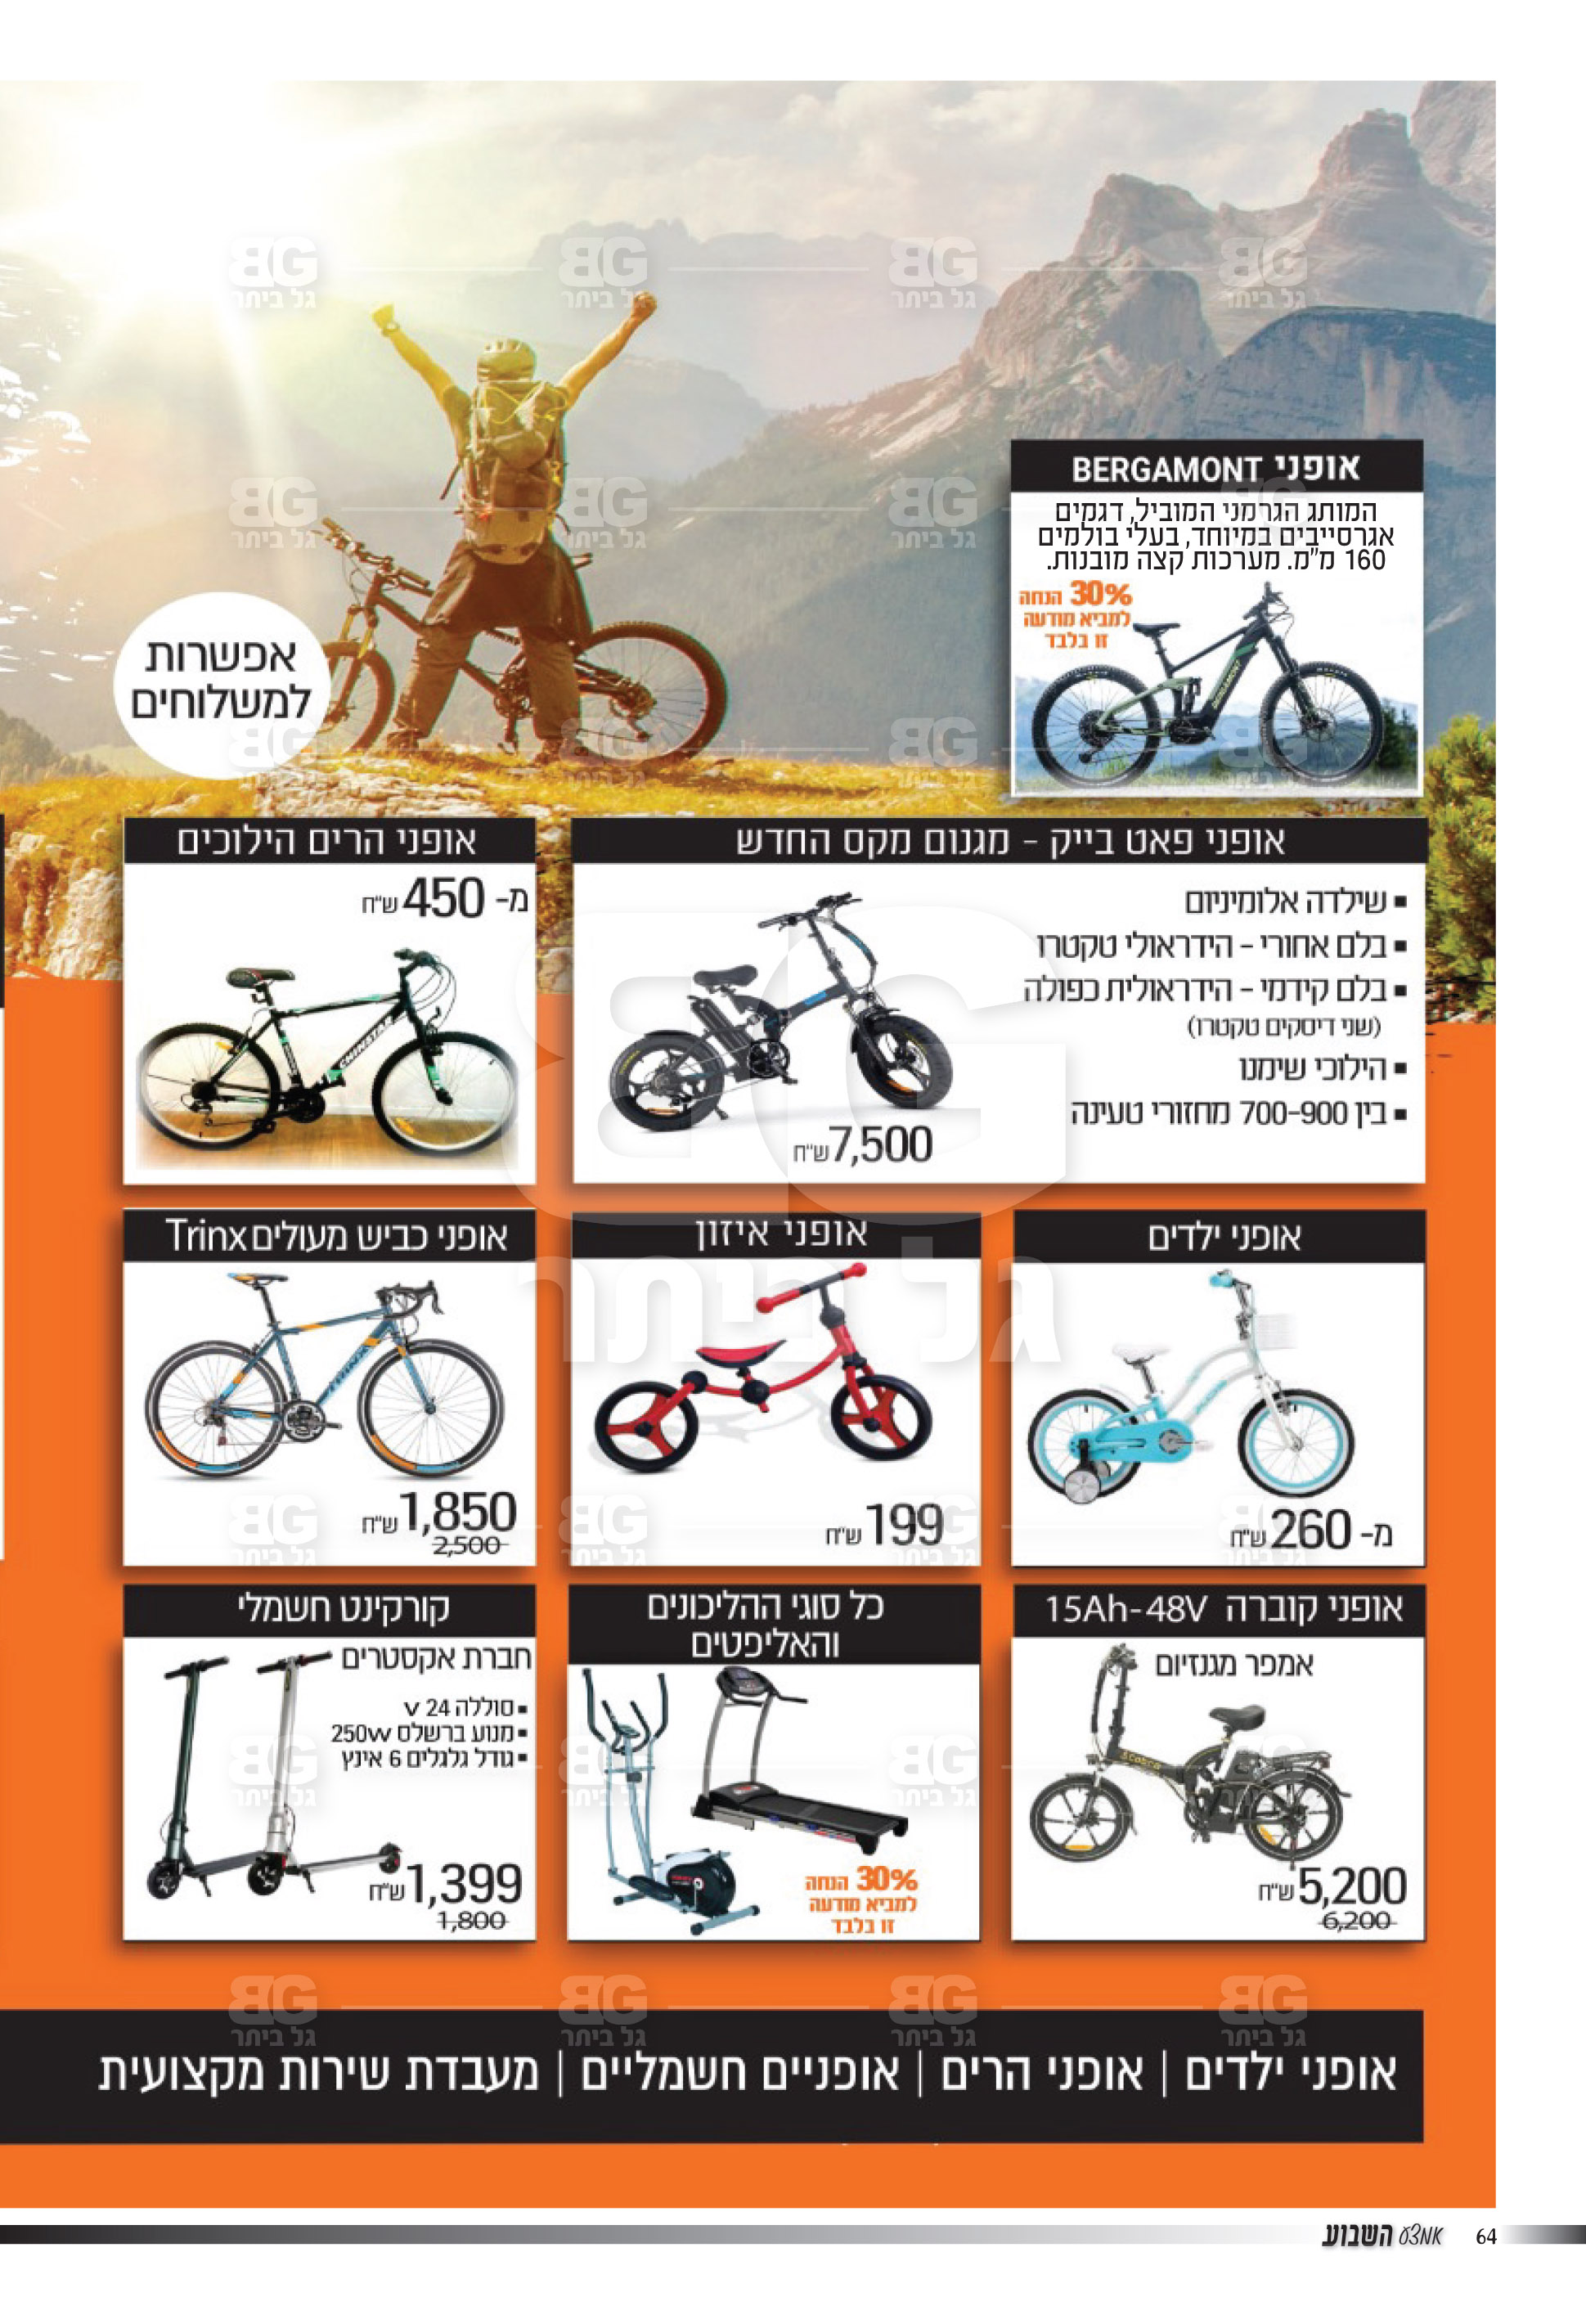 אופני BERGAMONT
המותג הגרמני המוביל, דגמים
אגרסייבים במיוחד, בעלי בולמים
160 מ"מ. מערכות קצה מובנות.
30% הנחה
למביא מודעה
זו בלבד
אפשרות
למשלוחים
אופני פאט בייק - מגנום מקס החדש
▪ שילדה אלומיניום
▪ בלם אחורי - הידראולי טקטרו
▪ בלם קידמי - הידראולית כפולה
(שני דיסקים טקטרו)
▪ הילוכי שימנו
▪ בין 700-900 מחזורי טעינה
7,500 ש"ח
אופני הרים הילוכים
מ- 450 ש"ח
CHINSTAR
אופני ילדים
מ- 260 ש"ח
אופני איזון
199 ש"ח
אופני כביש מעולים Trinx
1,850 ש"ח
2,500
אופני קוברה 15Ah-48V
אמפר מגנזיום
Cobra
5,200 ש"ח
6,200
כל סוגי ההליכונים
והאליפטים
30% הנחה
למביא מודעה
זו בלבד
קורקינט חשמלי
חברת אקסטרים
▪ סוללה 24 v
▪ מנוע ברשלס 250w
▪ גודל גלגלים 6 אינץ
1,399 ש"ח
1,800
אופני ילדים | אופני הרים | אופניים חשמליים | מעבדת שירות מקצועית
64 אמצע השבוע
BG
גל ביתר